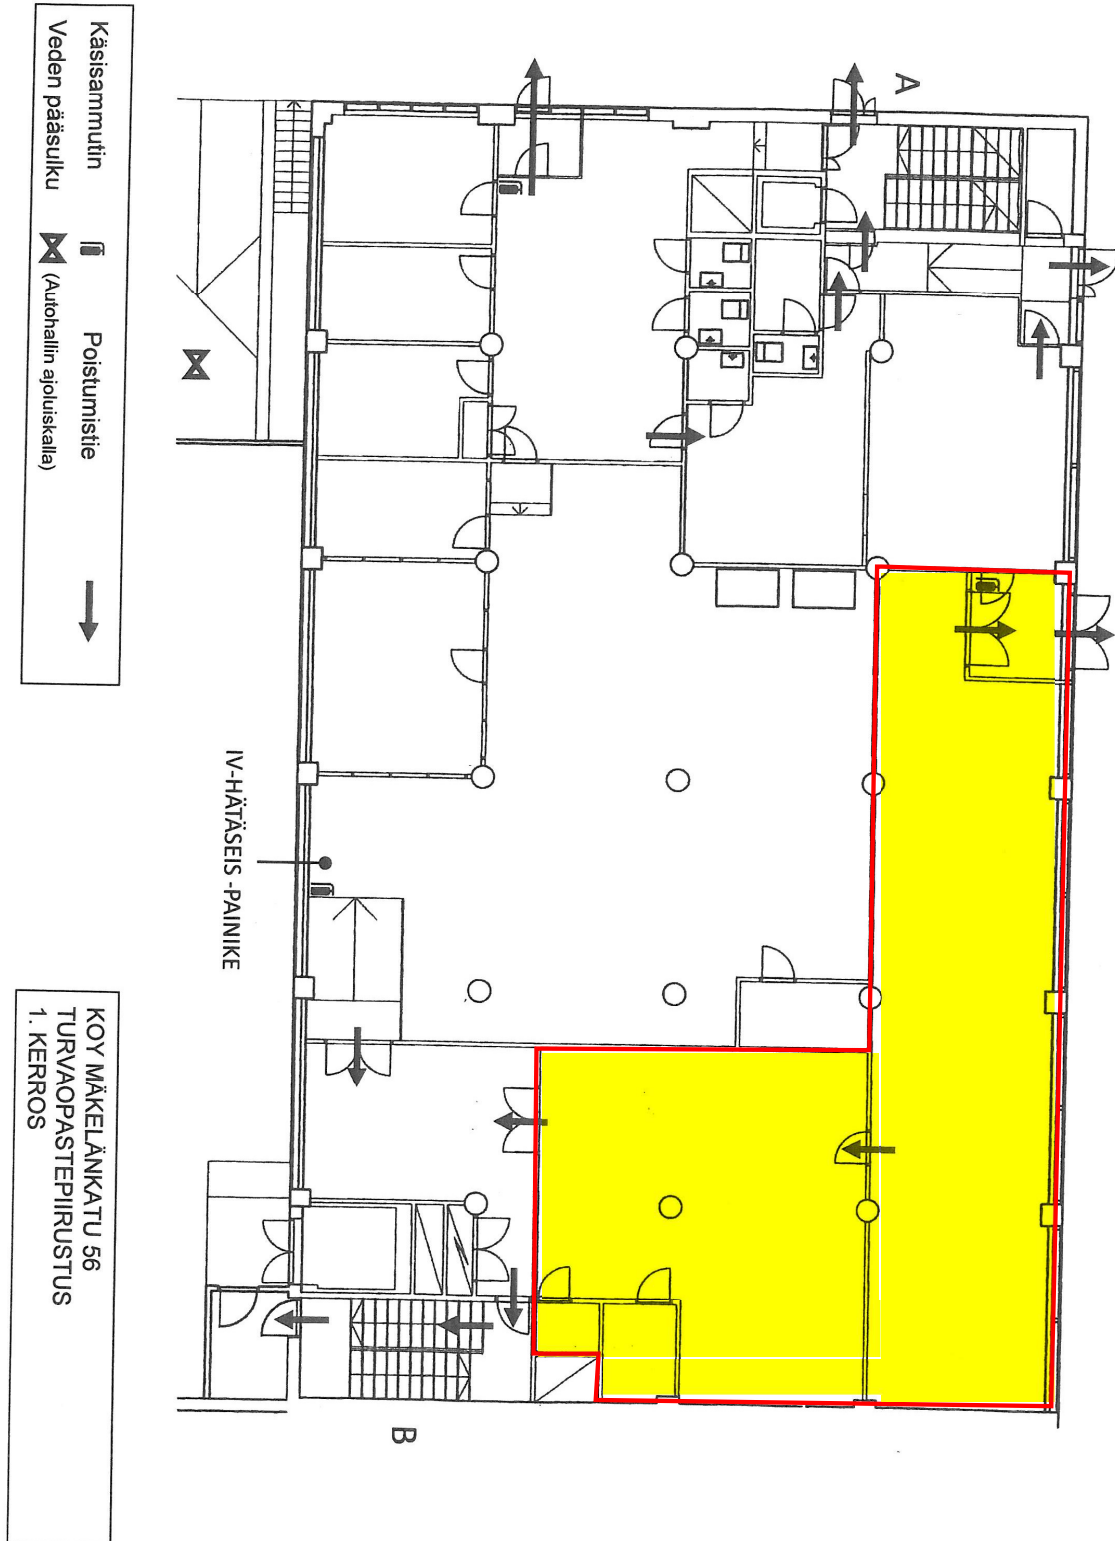 A
Käsisammutin
Poistumistie
Veden pääsulku
(Autohallin ajoluiskalla)
IV-HÄTÄSEIS -PAINIKE
KOY MÄKELÄNKATU 56
TURVAOPASTEPIIRUSTUS
1. KERROS
B